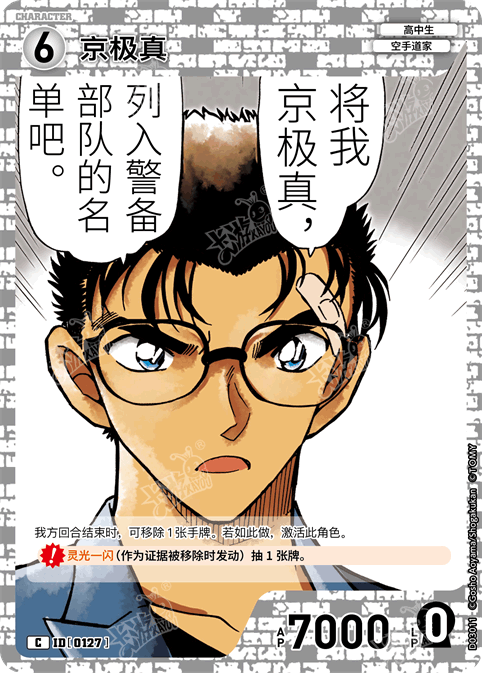 CHARACTER
6
京极真
高中生
空手道家
将我
京极真，
列入警备
部队的名
单吧。
我方回合结束时，可移除 1 张手牌。若如此做，激活此角色。
灵光一闪（作为证据被移除时发动）抽 1 张牌。
C ID[0127]
AP 7000
LP 0
D03011 ©Gosho Aoyama/Shogakukan ©TOMY